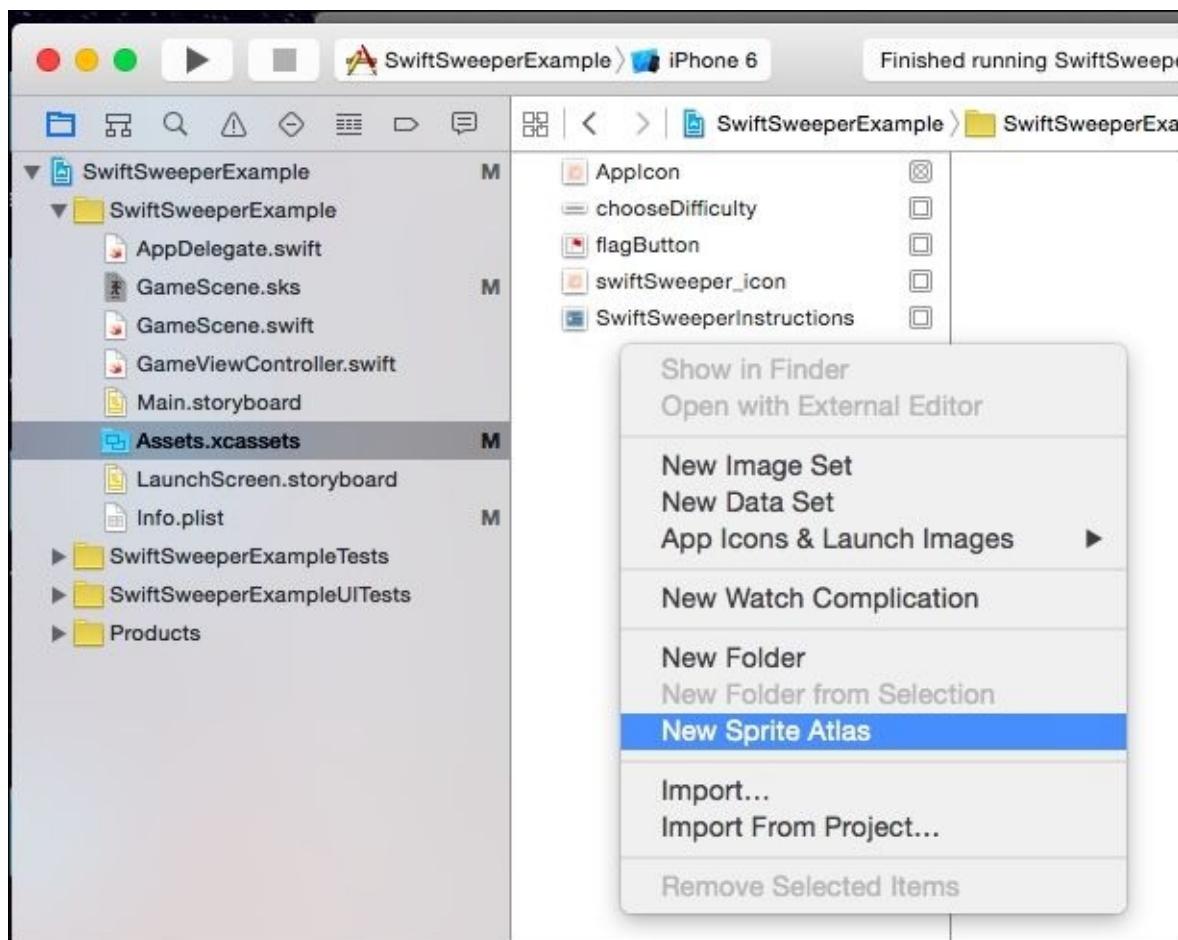 SwiftSweeperExample iPhone 6 Finished running SwiftSweepe
SwiftSweeperExample SwiftSweeperExa
SwiftSweeperExample M
SwiftSweeperExample
AppDelegate.swift
GameScene.sks M
GameScene.swift
GameViewController.swift
Main.storyboard
Assets.xcassets M
LaunchScreen.storyboard
Info.plist M
SwiftSweeperExampleTests
SwiftSweeperExampleUITests
Products
AppIcon
chooseDifficulty
flagButton
swiftSweeper_icon
SwiftSweeperInstructions
Show in Finder
Open with External Editor
New Image Set
New Data Set
App Icons & Launch Images
New Watch Complication
New Folder
New Folder from Selection
New Sprite Atlas
Import...
Import From Project...
Remove Selected Items